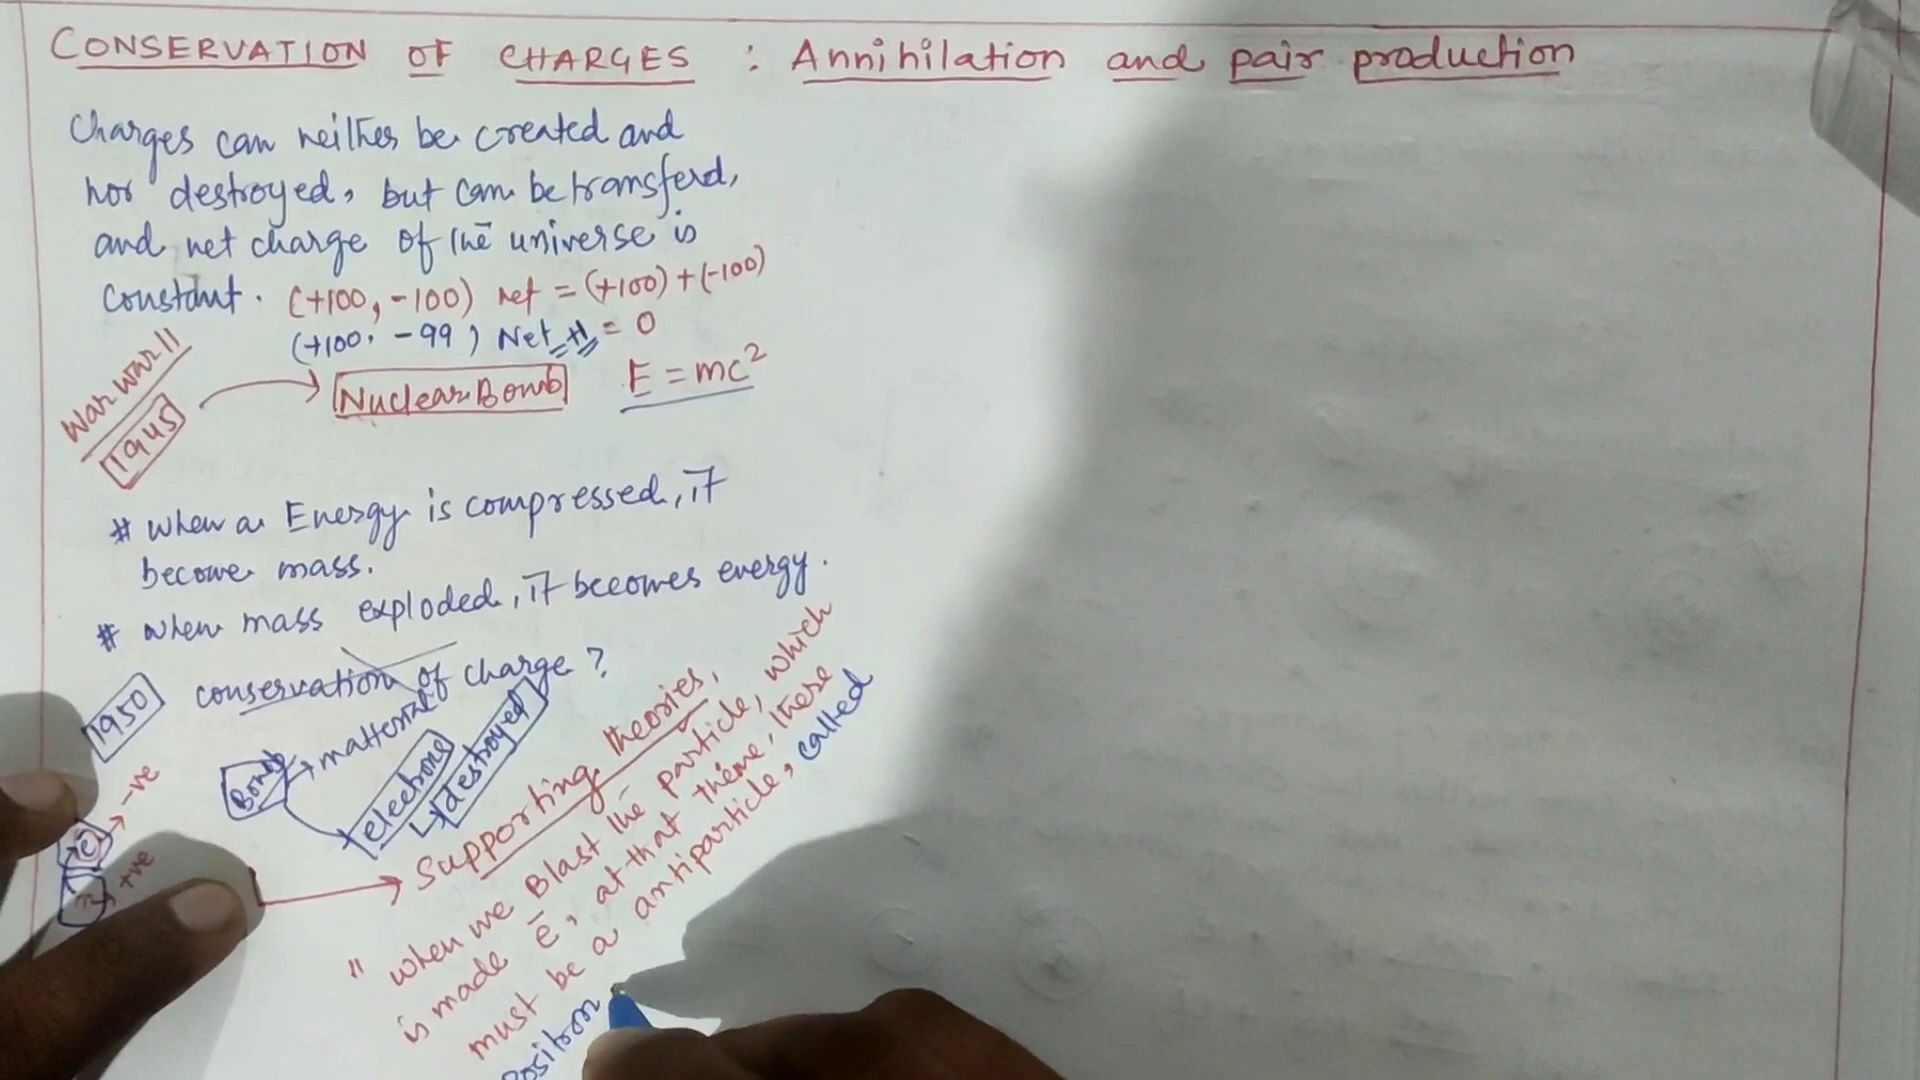 CONSERVATION OF CHARGES : Annihilation and pair production
Charges can neither be created and
nor destroyed, but can be transferd,
and net charge of the universe is
constant. (+100, -100) net = (+100) + (-100)
(+100, -99) Net +1 = 0
War war II
1945
Nuclear Bomb
E = mc²
# when a Energy is compressed, it
become mass.
# when mass exploded, it becomes energy.
1950 conservation of charge ?
Bomb → matterial
electrons
↳ destroyed
e → -ve
+ve
→ Supporting theories,
" when we Blast the particle, which
is made ē, at that theme, there
must be a antiparticle, called
Positron